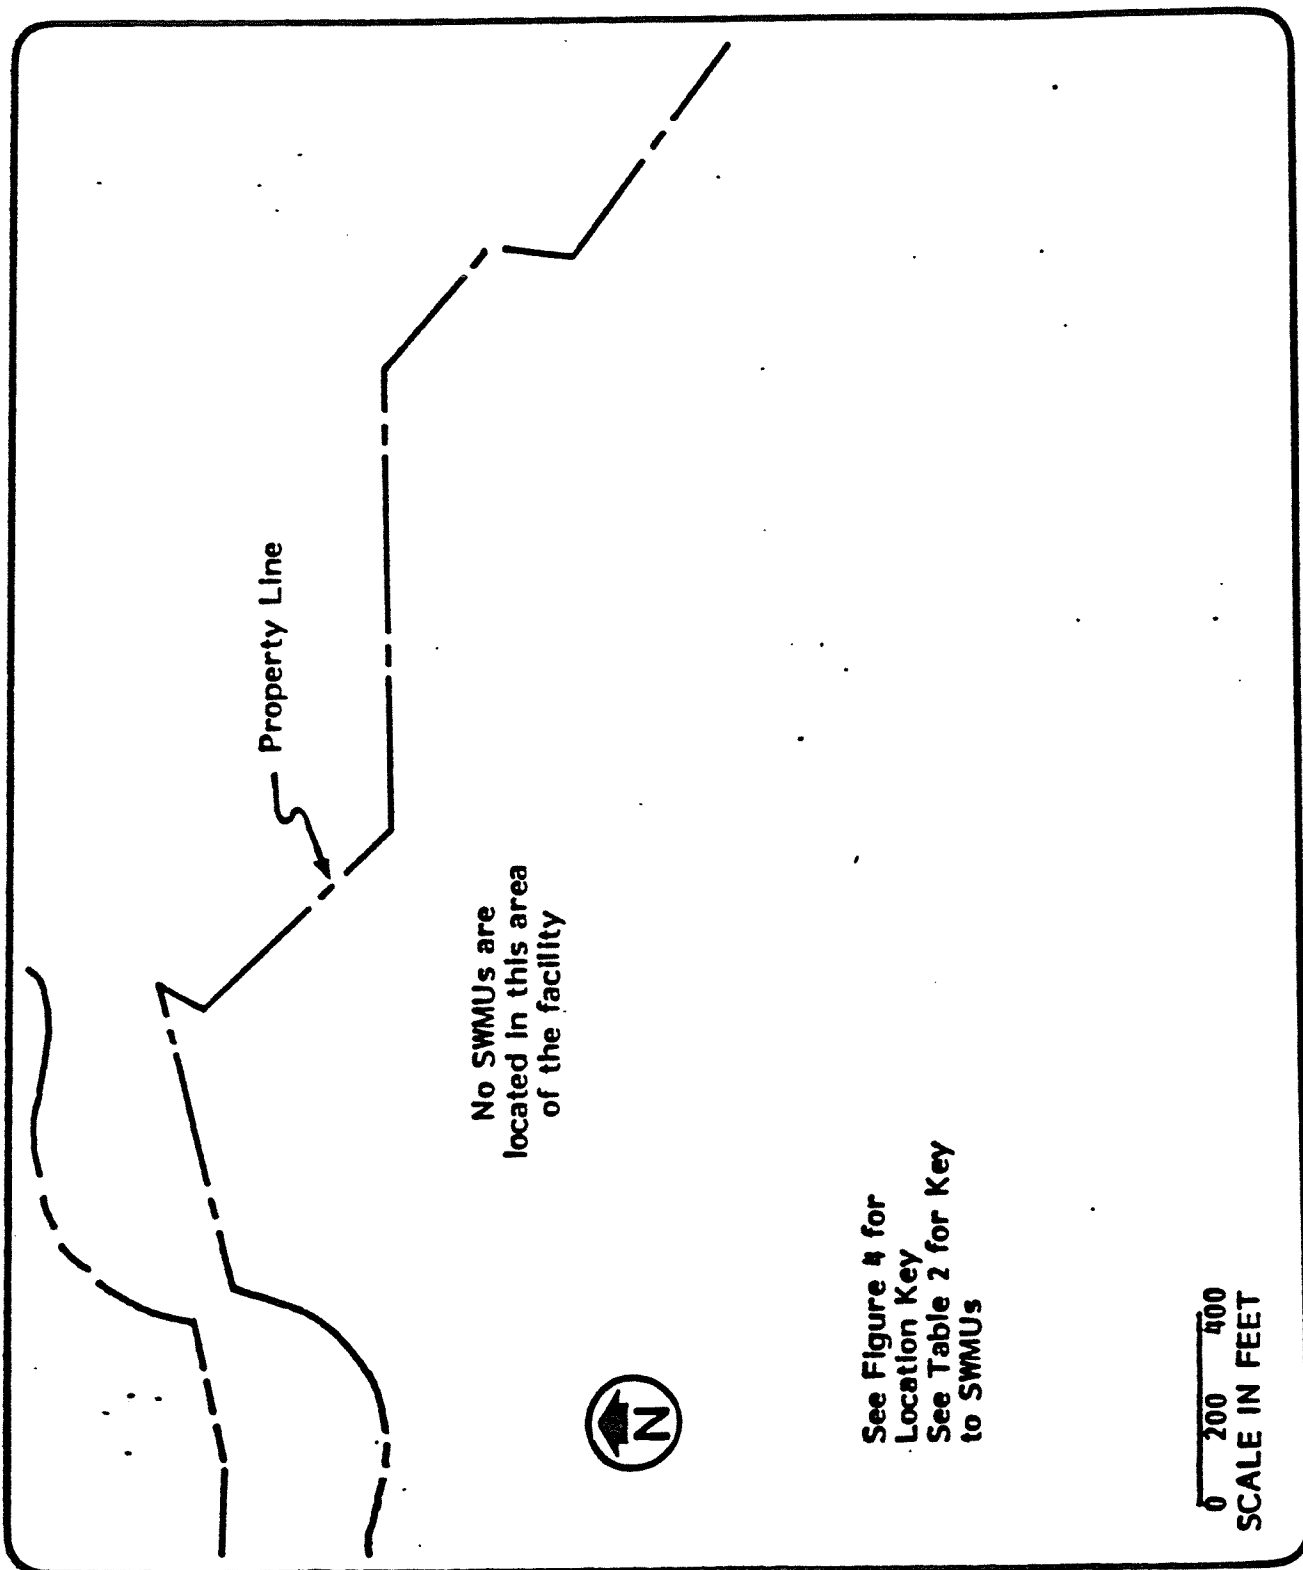 Property Line
No SWMUs are
located in this area
of the facility
N
See Figure 4 for
Location Key
See Table 2 for Key
to SWMUs
0 200 400
SCALE IN FEET